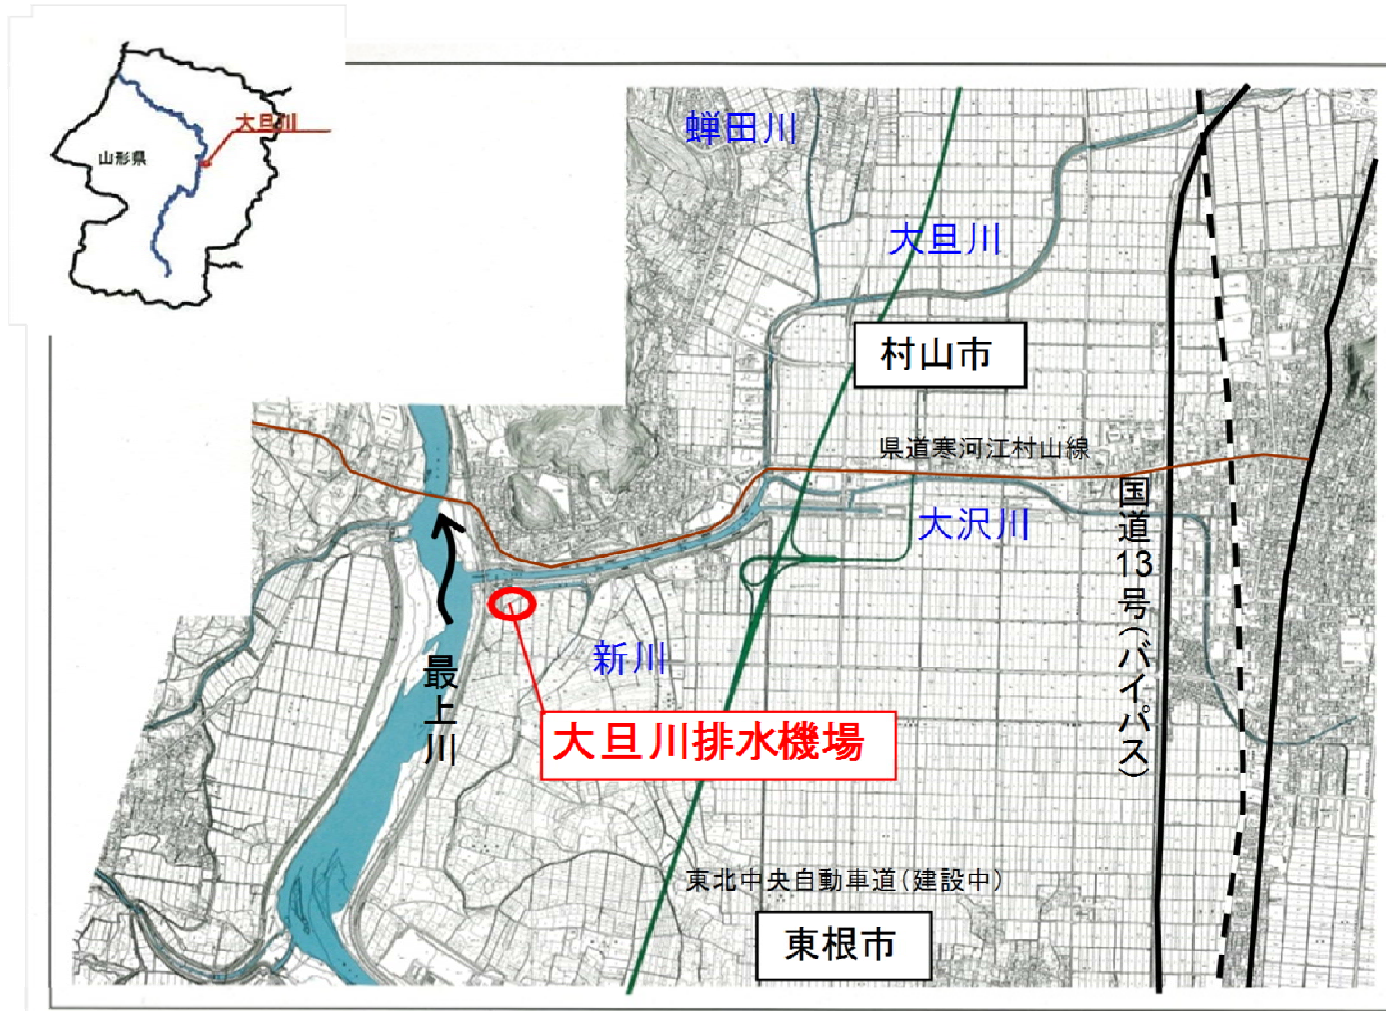 大旦川
山形県
蝉田川
大旦川
村山市
県道寒河江村山線
国道13号(バイパス)
大沢川
新川
最上川
大旦川排水機場
東北中央自動車道(建設中)
東根市